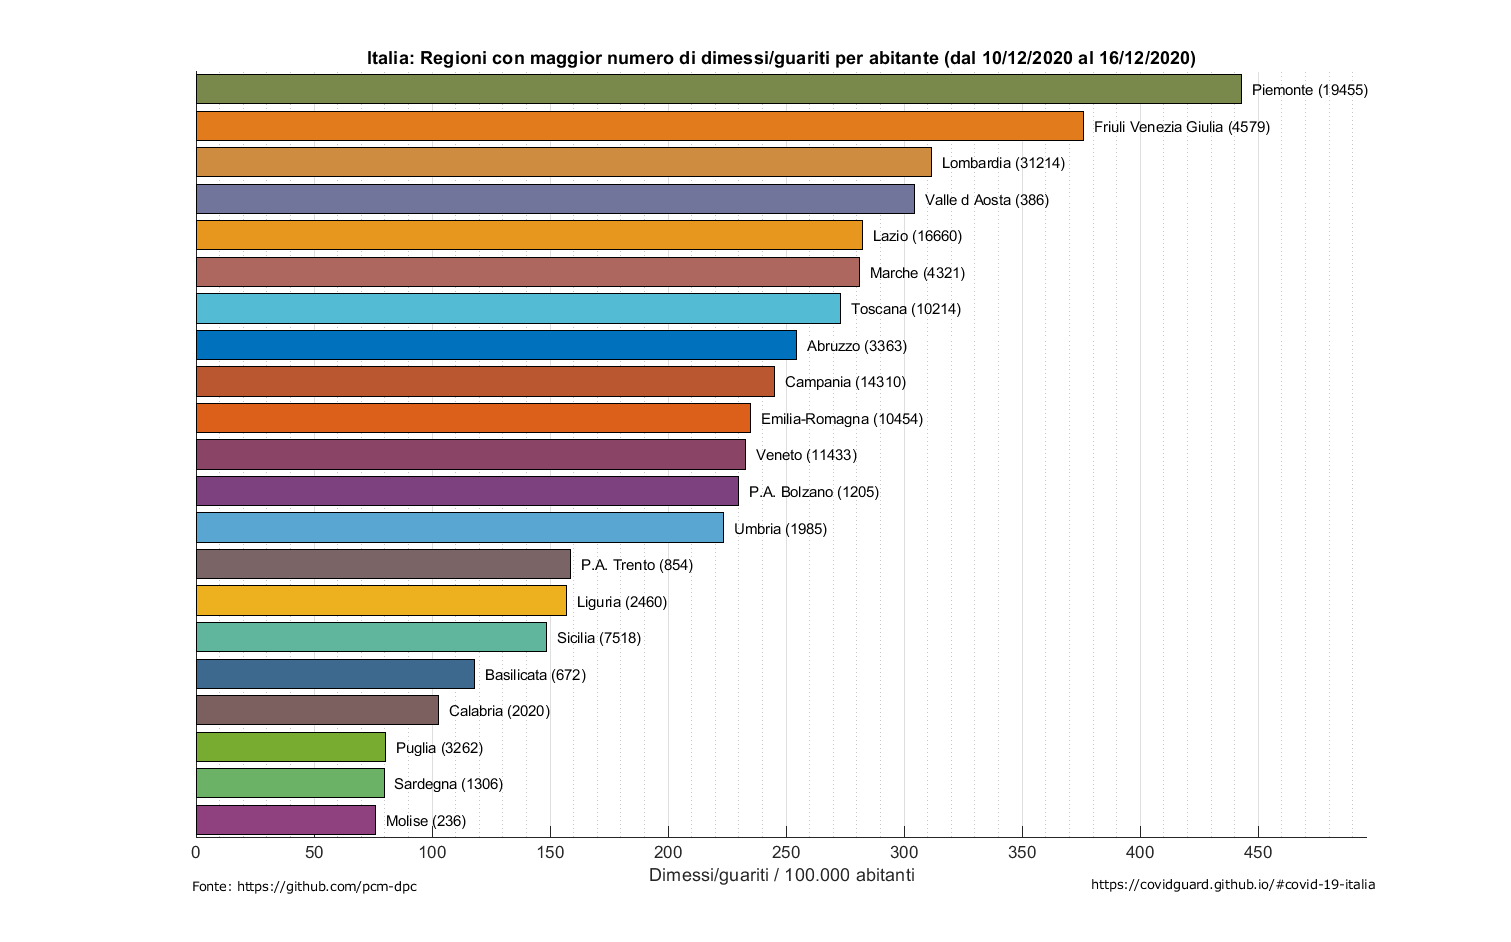 Italia: Regioni con maggior numero di dimessi/guariti per abitante (dal 10/12/2020 al 16/12/2020)
Piemonte (19455)
Friuli Venezia Giulia (4579)
Lombardia (31214)
Valle d Aosta (386)
Lazio (16660)
Marche (4321)
Toscana (10214)
Abruzzo (3363)
Campania (14310)
Emilia-Romagna (10454)
Veneto (11433)
P.A. Bolzano (1205)
Umbria (1985)
P.A. Trento (854)
Liguria (2460)
Sicilia (7518)
Basilicata (672)
Calabria (2020)
Puglia (3262)
Sardegna (1306)
Molise (236)
0 50 100 150 200 250 300 350 400 450
Dimessi/guariti / 100.000 abitanti
Fonte: https://github.com/pcm-dpc
https://covidguard.github.io/#covid-19-italia